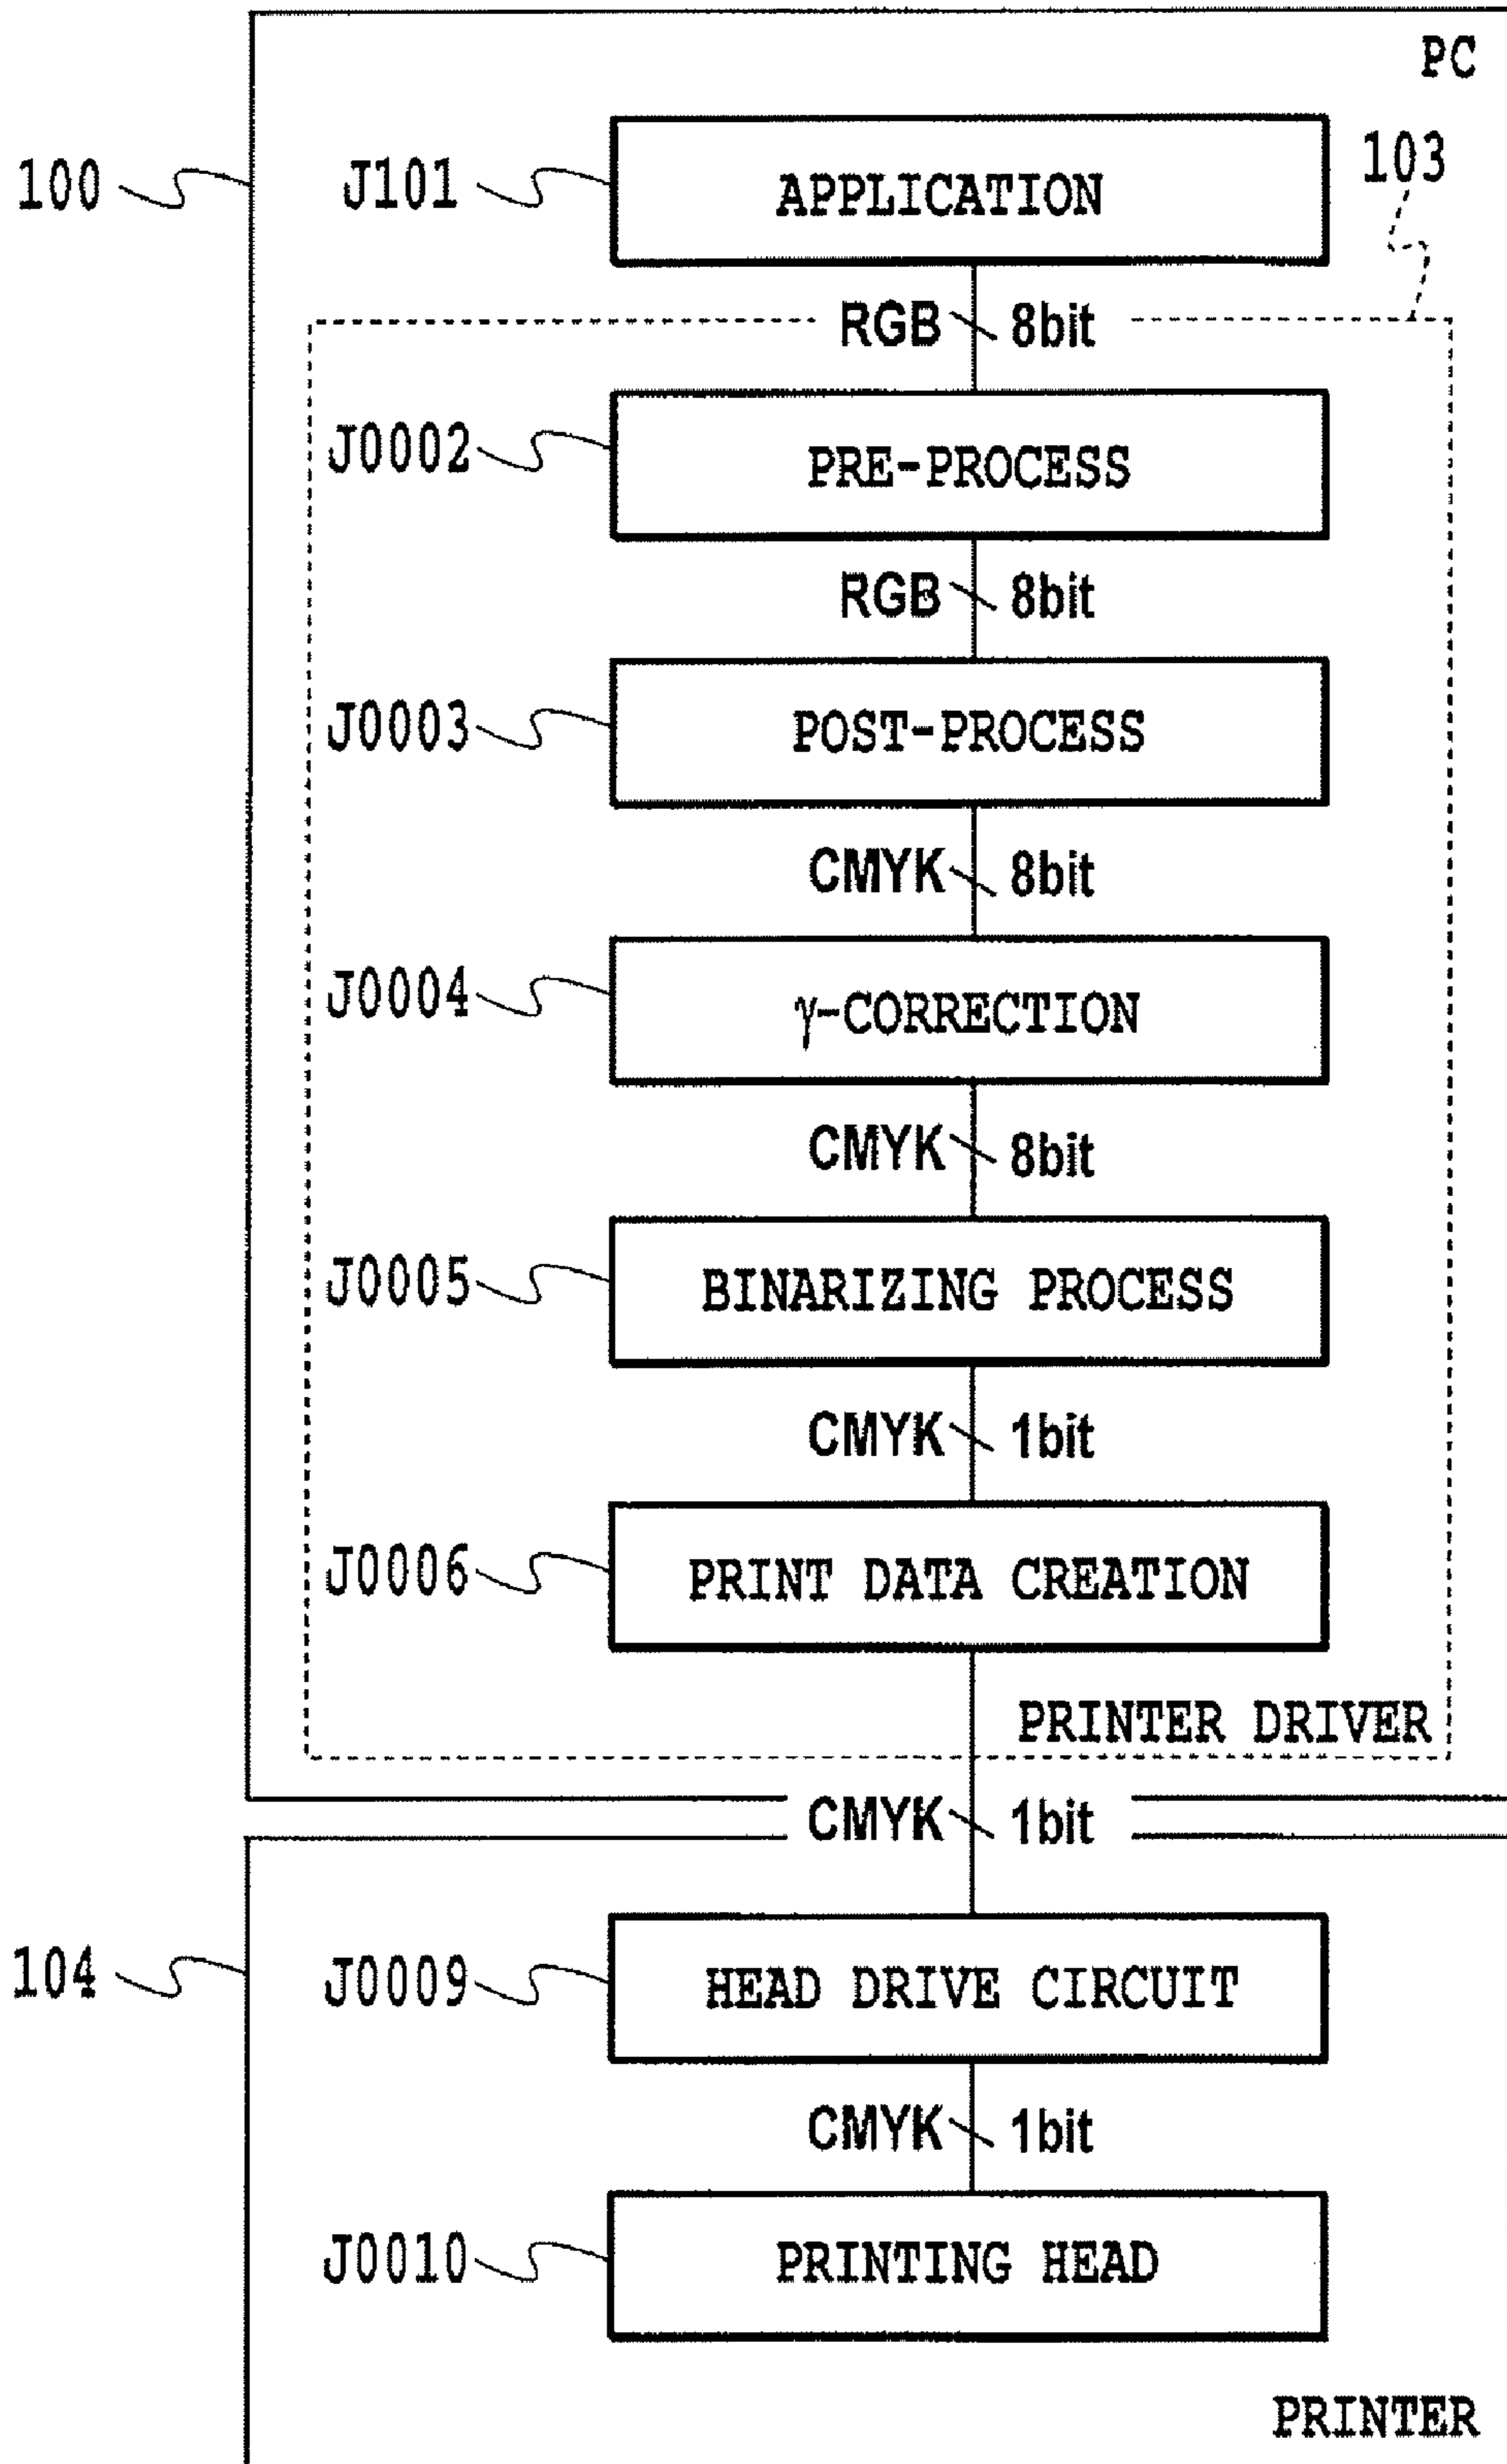 PC
100
J101
APPLICATION
103
RGB 8bit
J0002
PRE-PROCESS
RGB 8bit
J0003
POST-PROCESS
CMYK 8bit
J0004
γ-CORRECTION
CMYK 8bit
J0005
BINARIZING PROCESS
CMYK 1bit
J0006
PRINT DATA CREATION
PRINTER DRIVER
CMYK 1bit
104
J0009
HEAD DRIVE CIRCUIT
CMYK 1bit
J0010
PRINTING HEAD
PRINTER